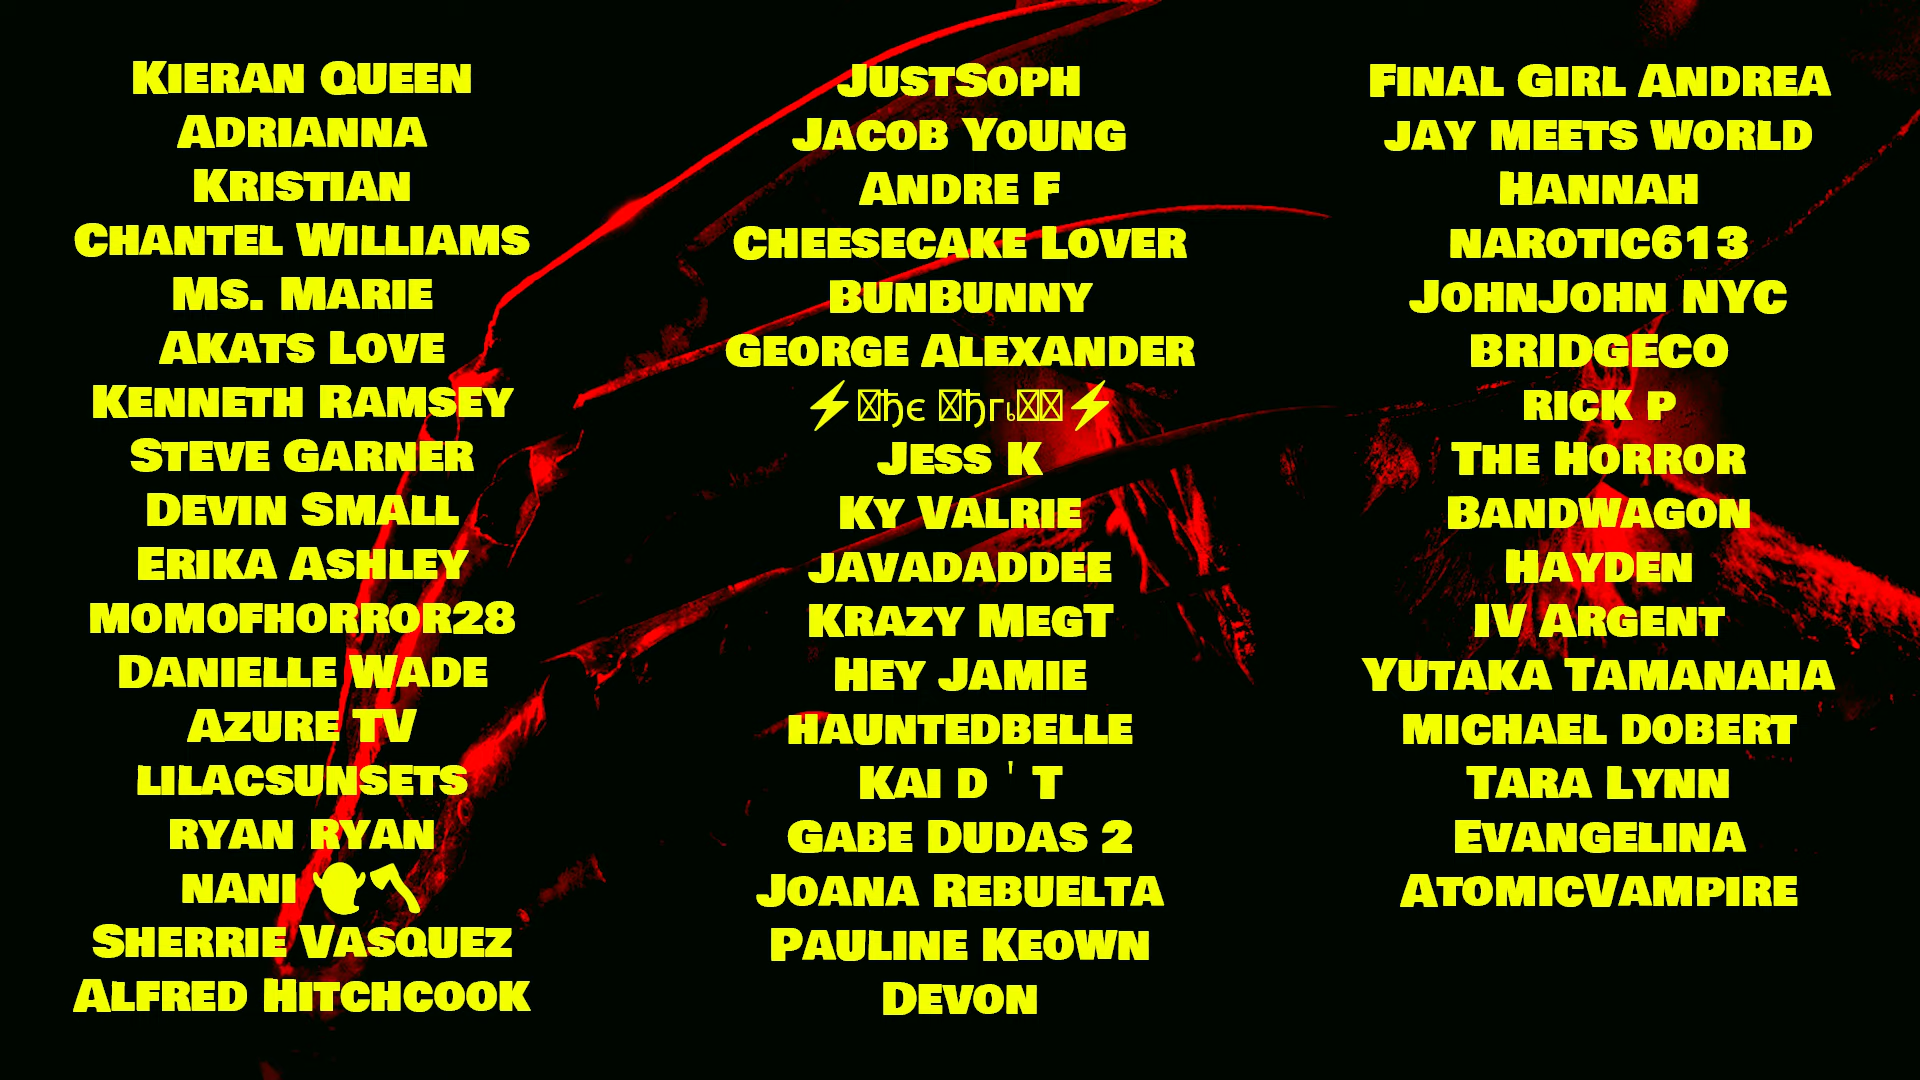 Kieran Queen
Adrianna
Kristian
Chantel Williams
Ms. Marie
Akats Love
Kenneth Ramsey
Steve Garner
Devin Small
Erika Ashley
momofhorror28
Danielle Wade
Azure TV
lilacsunsets
ryan ryan
nani
Sherrie Vasquez
Alfred Hitchcook
JustSoph
Jacob Young
Andre F
Cheesecake Lover
BunBunny
George Alexander
Jess K
Ky Valrie
javadaddee
Krazy MegT
Hey Jamie
hauntedbelle
Kai D ' T
Gabe Dudas 2
Joana Rebuelta
Pauline Keown
Devon
Final Girl Andrea
jay meets world
Hannah
narotic613
JohnJohn NYC
BRIDGECO
rick p
The Horror
Bandwagon
Hayden
IV Argent
Yutaka Tamanaha
michael dobert
Tara Lynn
Evangelina
AtomicVampire